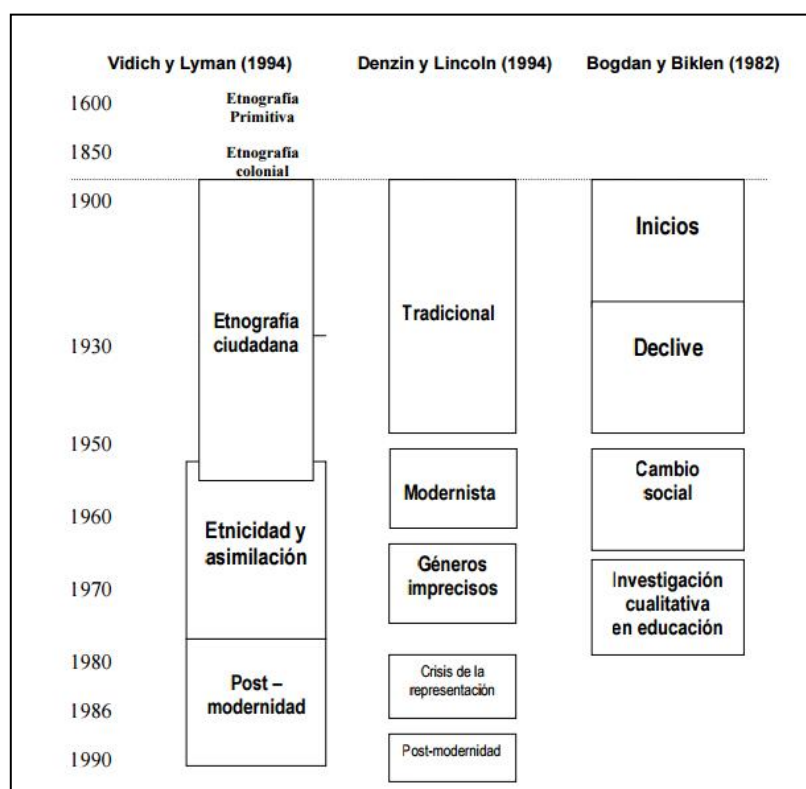 Vidich y Lyman (1994) Denzin y Lincoln (1994) Bogdan y Biklen (1982)
1600
Etnografía
Primitiva
1850
Etnografía
colonial
1900
Inicios
Tradicional
Etnografía
ciudadana
1930
Declive
1950
Cambio
social
Modernista
1960
Etnicidad y
asimilación
Géneros
imprecisos
1970
Investigación
cualitativa
en educación
1980
Crisis de la
representación
Post –
modernidad
1986
1990
Post-modernidad